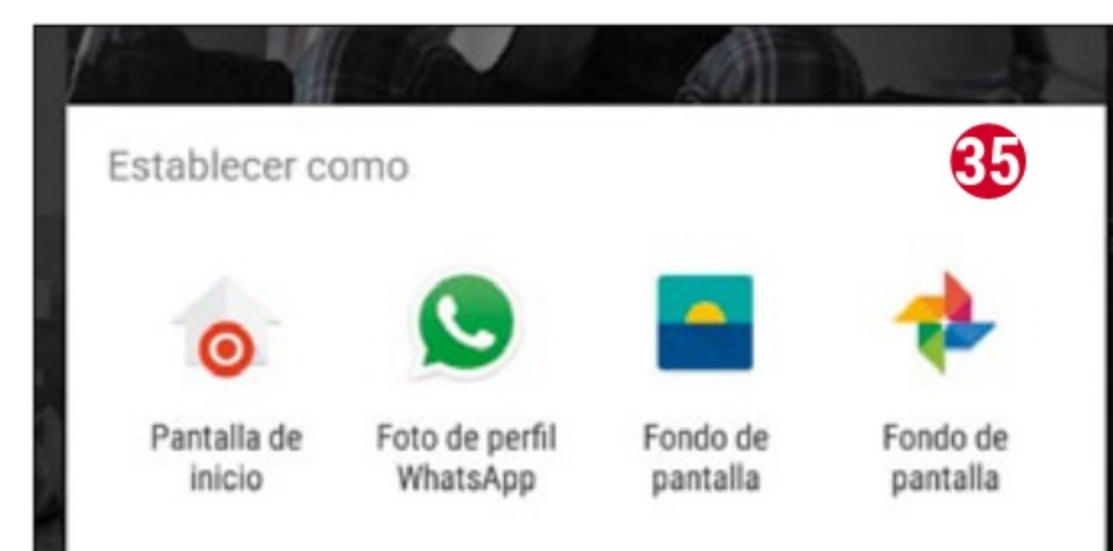 Establecer como
35
Pantalla de
inicio
Foto de perfil
WhatsApp
Fondo de
pantalla
Fondo de
pantalla